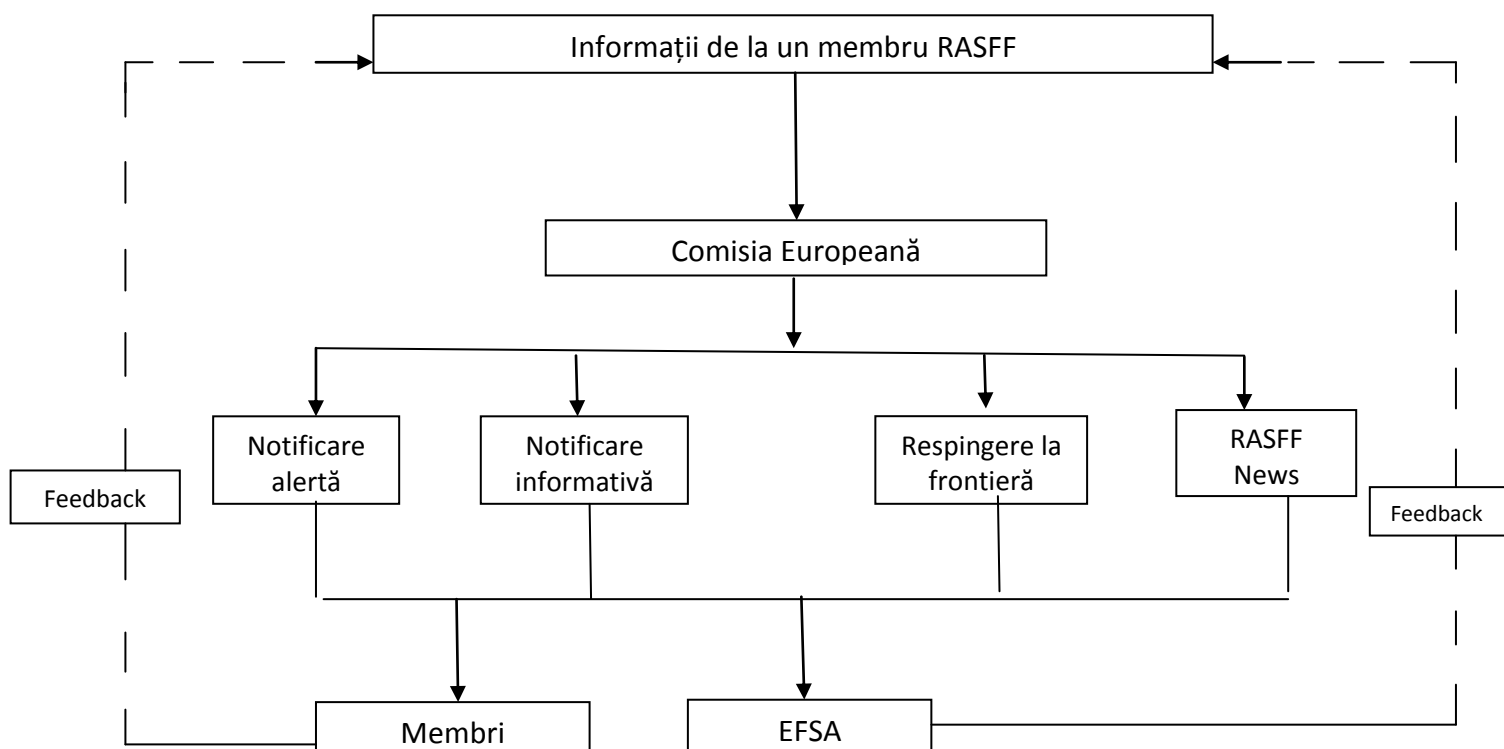 Informații de la un membru RASFF
Comisia Europeană
Notificare
alertă
Notificare
informativă
Respingere la
frontieră
RASFF
News
Feedback
Feedback
Membri
EFSA